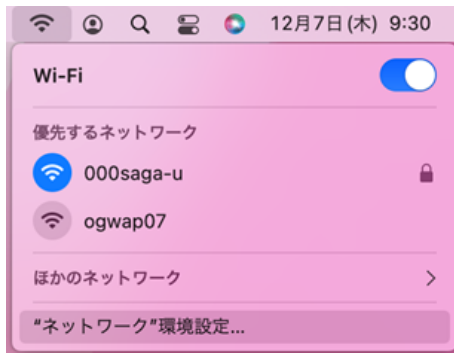 12月7日(木) 9:30
Wi-Fi
優先するネットワーク
000saga-u
ogwap07
ほかのネットワーク
“ネットワーク”環境設定...